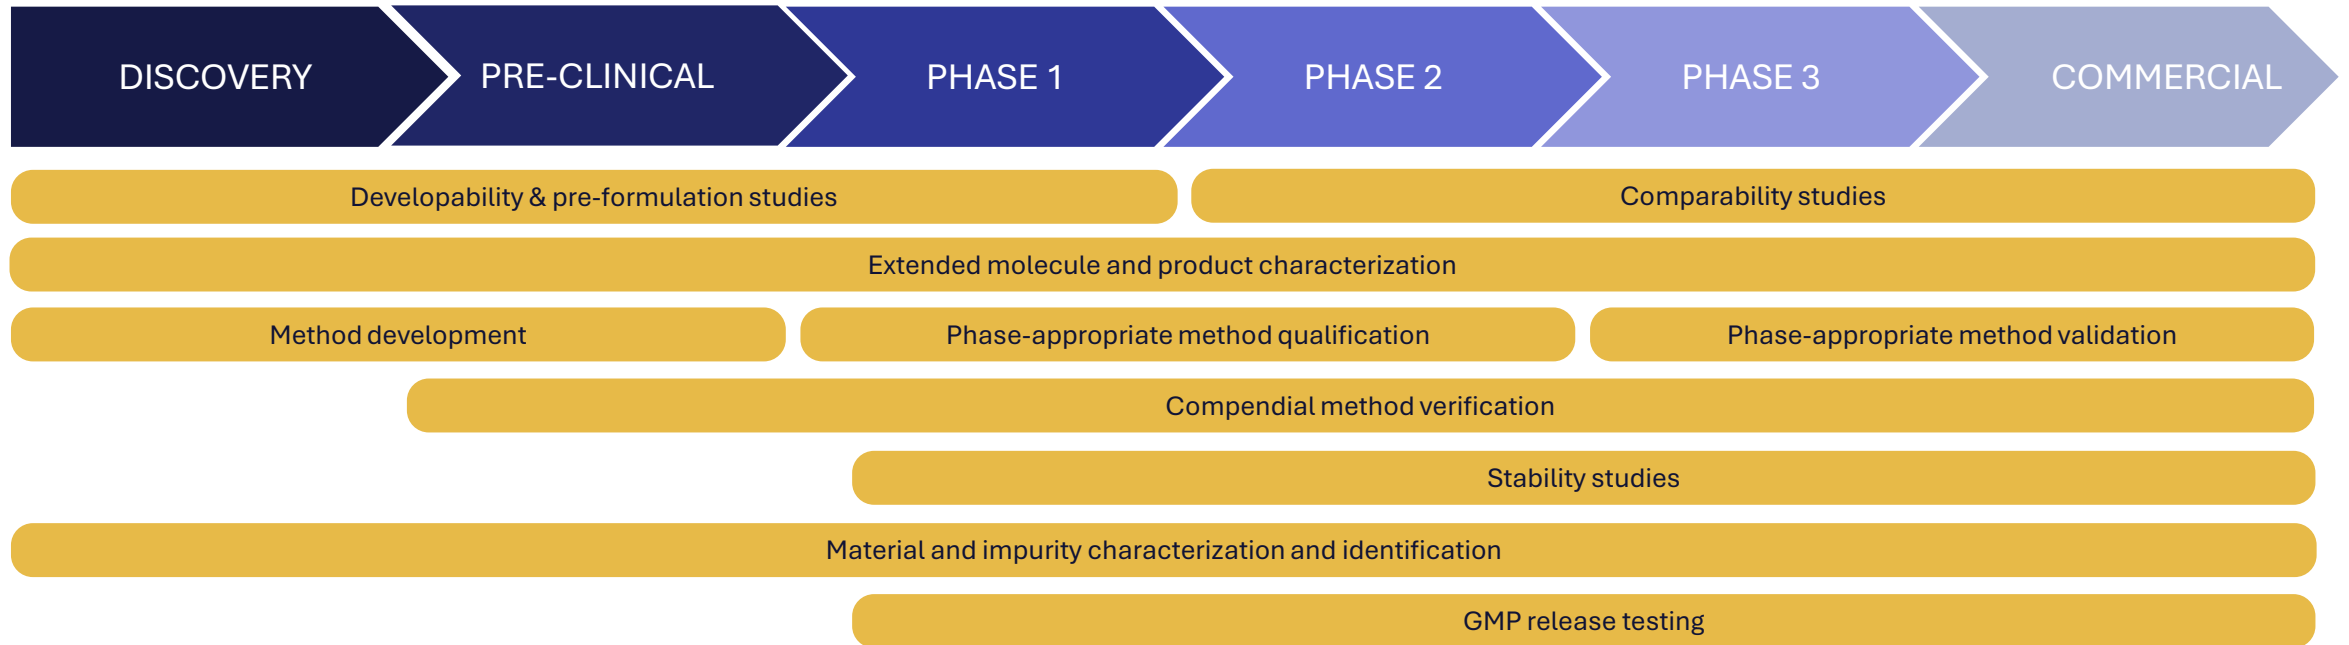 DISCOVERY
PRE-CLINICAL
PHASE 1
PHASE 2
PHASE 3
COMMERCIAL
Developability & pre-formulation studies
Comparability studies
Extended molecule and product characterization
Method development
Phase-appropriate method qualification
Phase-appropriate method validation
Compendial method verification
Stability studies
Material and impurity characterization and identification
GMP release testing